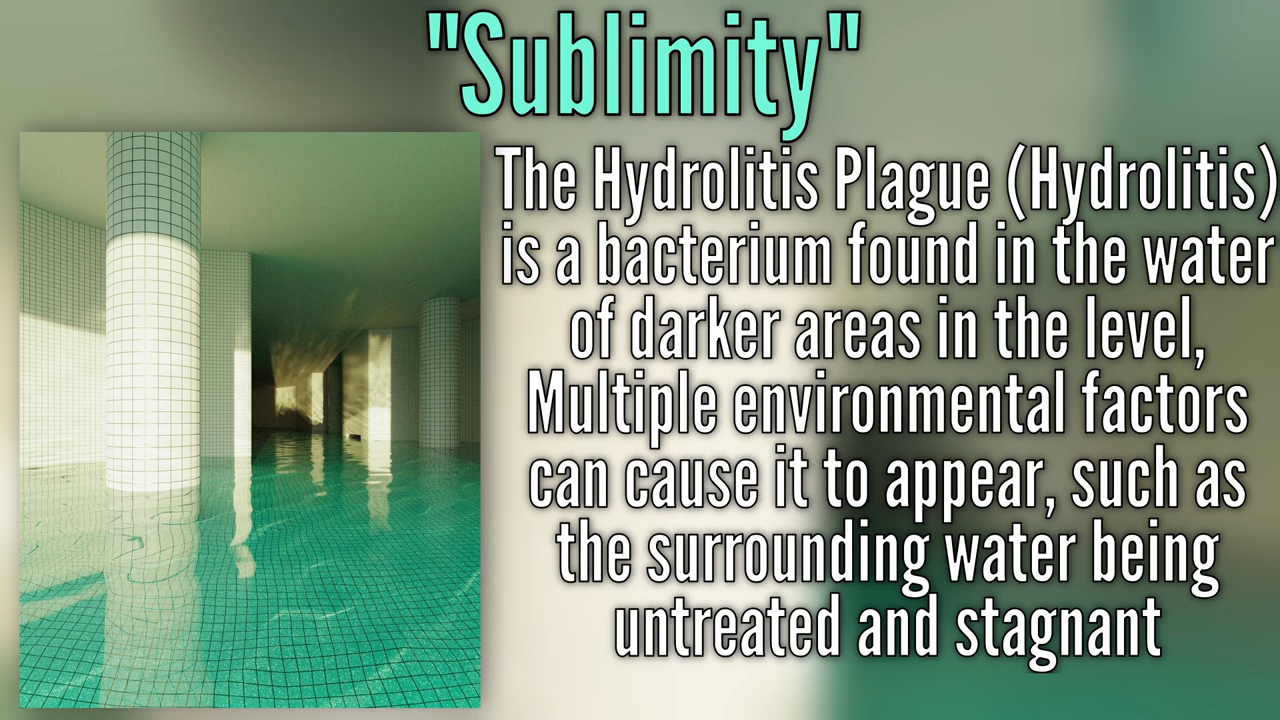 "Sublimity"
The Hydrolitis Plague (Hydrolitis)
is a bacterium found in the water
of darker areas in the level,
Multiple environmental factors
can cause it to appear, such as
the surrounding water being
untreated and stagnant